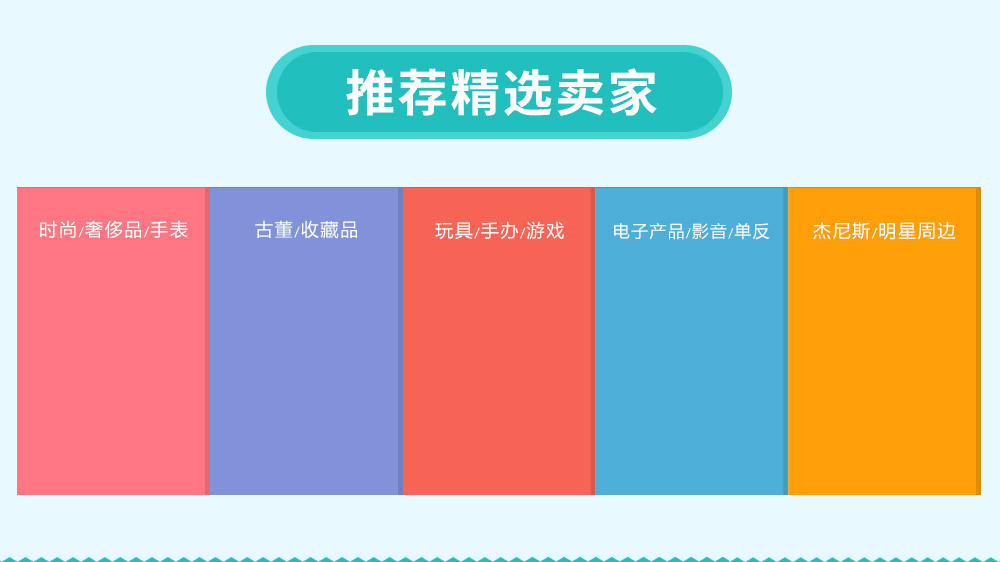 推荐精选卖家
时尚/奢侈品/手表
古董/收藏品
玩具/手办/游戏
电子产品/影音/单反
杰尼斯/明星周边